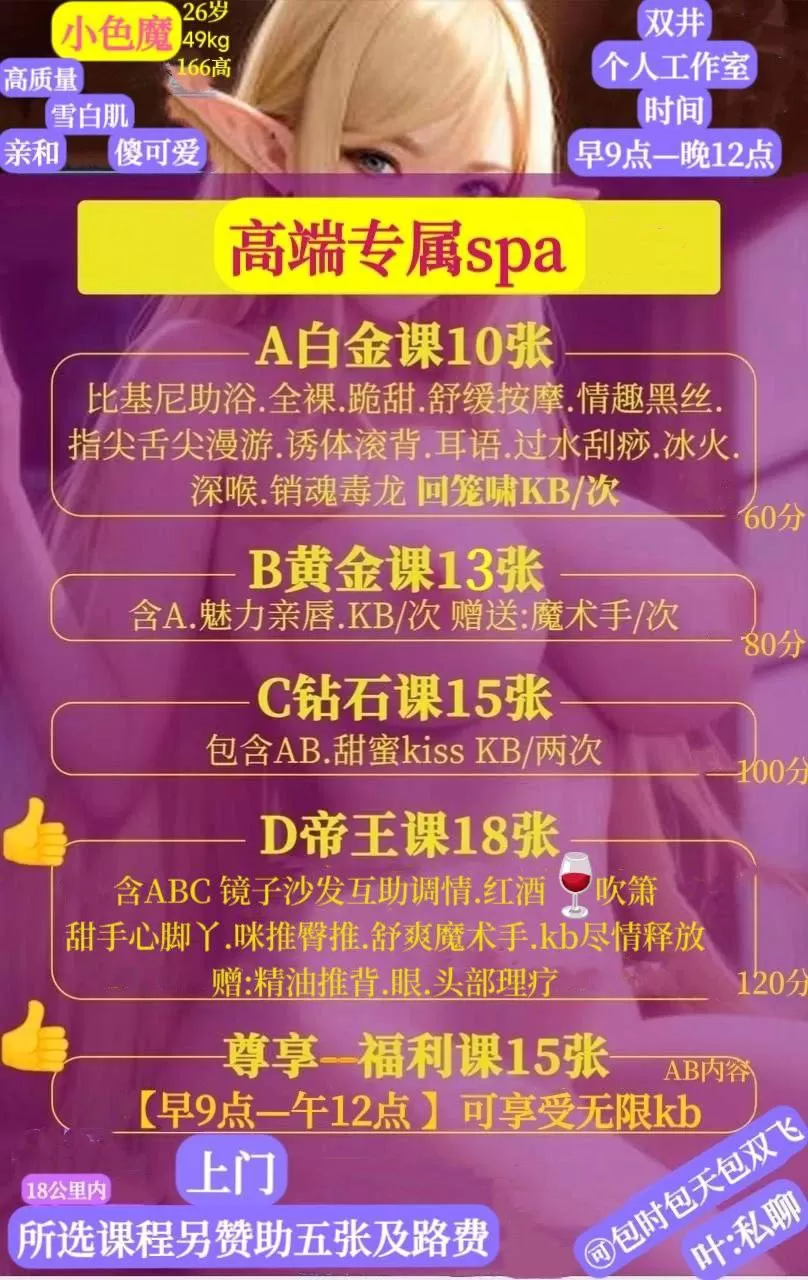 小色魔
26岁
49kg
166高
高质量
雪白肌
亲和
傻可爱
双井
个人工作室
时间
早9点—晚12点
高端专属spa
A白金课10张
比基尼助浴.全裸.跪甜.舒缓按摩.情趣黑丝.
指尖舌尖漫游.诱体滚背.耳语.过水刮痧.冰火.
深喉.销魂毒龙 回笼啸KB/次
60分
B黄金课13张
含A.魅力亲唇.KB/次 赠送:魔术手/次
80分
C钻石课15张
包含AB.甜蜜kiss KB/两次
100分
D帝王课18张
含ABC 镜子沙发互助调情.红酒🍷吹箫
甜手心脚丫.咪推臀推.舒爽魔术手.kb尽情释放
赠:精油推背.眼.头部理疗
120分
尊享—福利课15张
AB内容
【早9点—午12点】可享受无限kb
上门
18公里内
所选课程另赞助五张及路费
可包时包天包双飞
叶:私聊